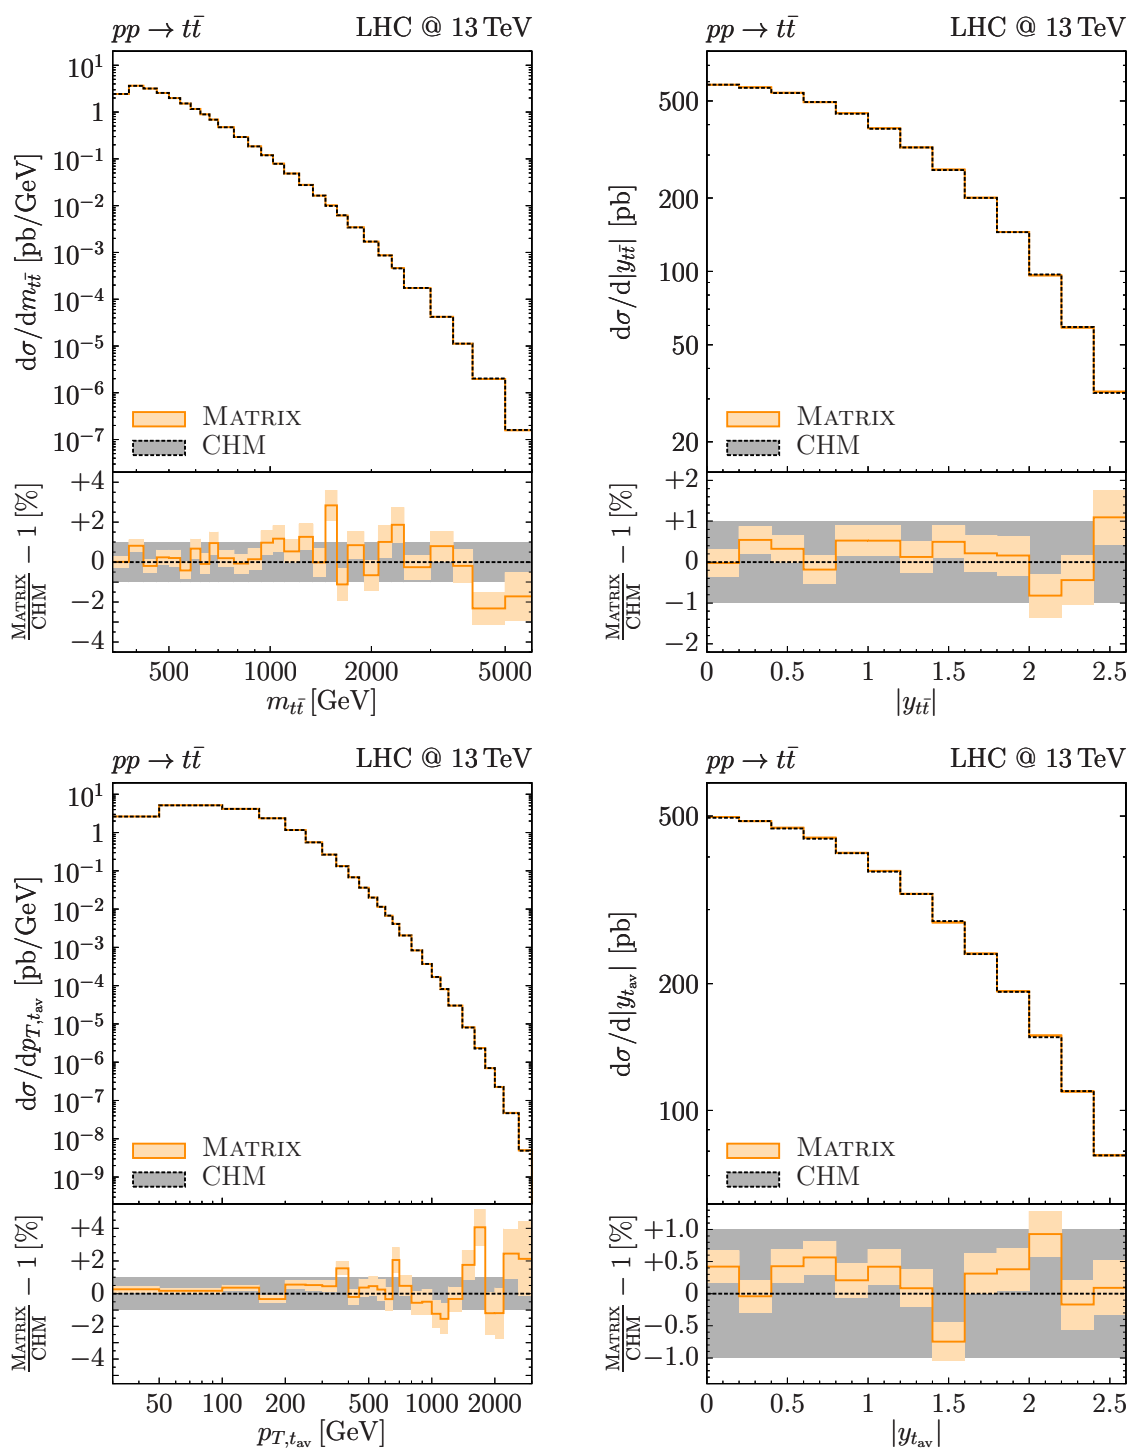 pp → tt̄ LHC @ 13 TeV
10¹
1
10⁻¹
10⁻²
10⁻³
10⁻⁴
10⁻⁵
10⁻⁶
10⁻⁷
dσ/dm_tt̄ [pb/GeV]
MATRIX
CHM
+4
+2
0
−2
−4
MATRIX/CHM − 1 [%]
500 1000 2000 5000
m_tt̄ [GeV]
pp → tt̄ LHC @ 13 TeV
500
200
100
50
20
dσ/d|y_tt̄| [pb]
MATRIX
CHM
+2
+1
0
−1
−2
MATRIX/CHM − 1 [%]
0 0.5 1 1.5 2 2.5
|y_tt̄|
pp → tt̄ LHC @ 13 TeV
10¹
1
10⁻¹
10⁻²
10⁻³
10⁻⁴
10⁻⁵
10⁻⁶
10⁻⁷
10⁻⁸
10⁻⁹
dσ/dp_T,t_av [pb/GeV]
MATRIX
CHM
+4
+2
0
−2
−4
MATRIX/CHM − 1 [%]
50 100 200 500 1000 2000
p_T,t_av [GeV]
pp → tt̄ LHC @ 13 TeV
500
200
100
dσ/d|y_t_av| [pb]
MATRIX
CHM
+1.0
+0.5
0
−0.5
−1.0
MATRIX/CHM − 1 [%]
0 0.5 1 1.5 2 2.5
|y_t_av|